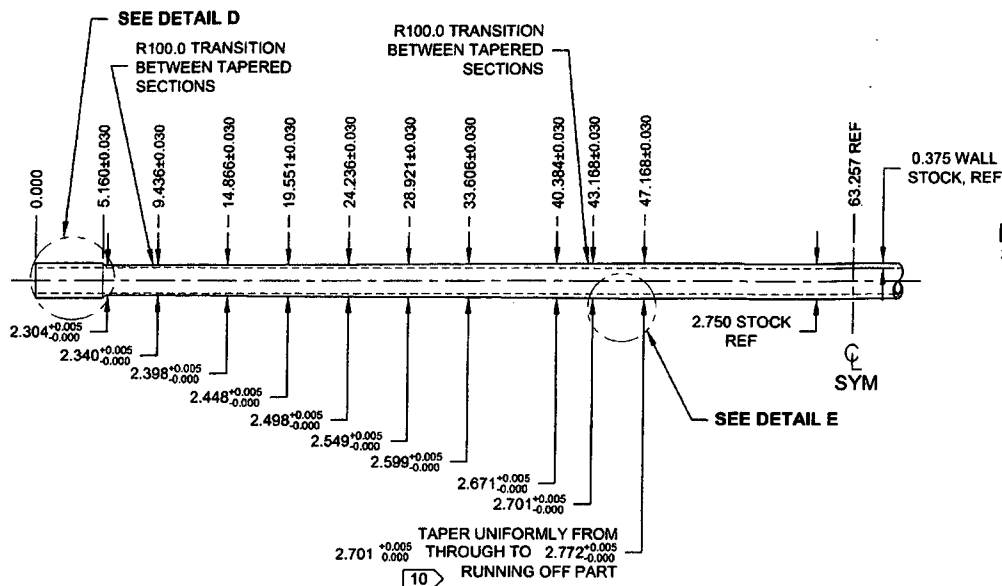 SEE DETAIL D
R100.0 TRANSITION
BETWEEN TAPERED
SECTIONS
R100.0 TRANSITION
BETWEEN TAPERED
SECTIONS
0.000
5.160±0.030
9.436±0.030
14.866±0.030
19.551±0.030
24.236±0.030
28.921±0.030
33.606±0.030
40.384±0.030
43.168±0.030
47.168±0.030
63.257 REF
0.375 WALL
STOCK, REF
2.304 +0.005 -0.000
2.340 +0.005 -0.000
2.398 +0.005 -0.000
2.448 +0.005 -0.000
2.498 +0.005 -0.000
2.549 +0.005 -0.000
2.599 +0.005 -0.000
2.671 +0.005 -0.000
2.701 +0.005 -0.000
2.750 STOCK
REF
℄
SYM
SEE DETAIL E
TAPER UNIFORMLY FROM
2.701 +0.005 0.000 THROUGH TO 2.772 +0.005 -0.000
RUNNING OFF PART
10